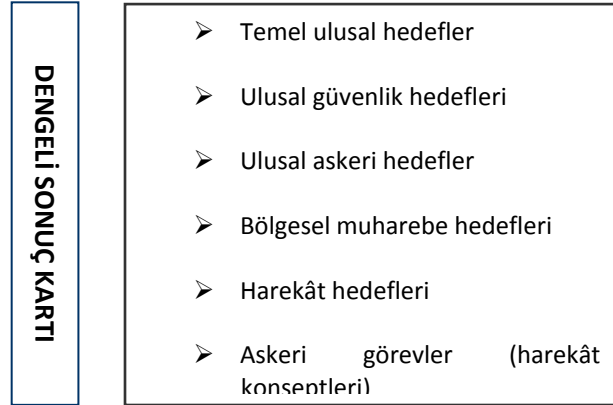 DENGELİ SONUÇ KARTI
➢ Temel ulusal hedefler
➢ Ulusal güvenlik hedefleri
➢ Ulusal askeri hedefler
➢ Bölgesel muharebe hedefleri
➢ Harekât hedefleri
➢ Askeri görevler (harekât
konseptleri)